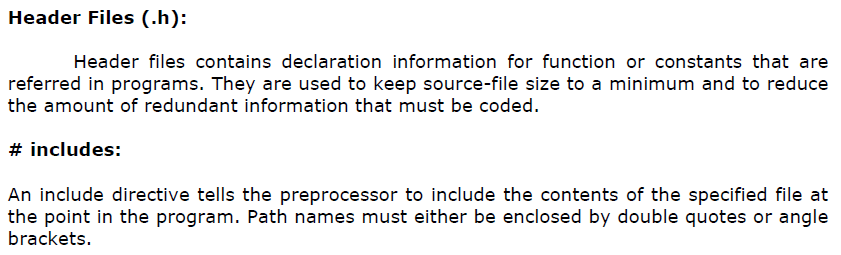 Header Files (.h):
Header files contains declaration information for function or constants that are
referred in programs. They are used to keep source-file size to a minimum and to reduce
the amount of redundant information that must be coded.
# includes:
An include directive tells the preprocessor to include the contents of the specified file at
the point in the program. Path names must either be enclosed by double quotes or angle
brackets.